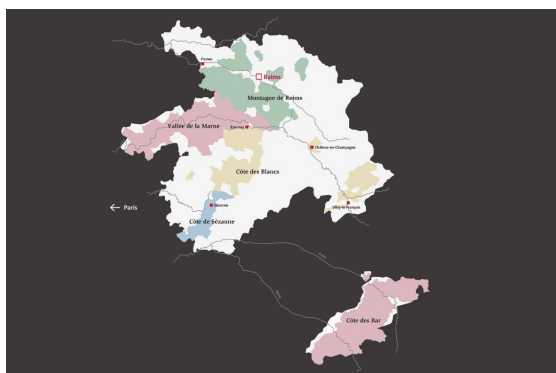 Fismes
Reims
Montagne de Reims
Vallée de la Marne
Épernay
Châlons-en-Champagne
Côte des Blancs
Vitry-le-François
← Paris
Sézanne
Côte de Sézanne
Côte des Bar